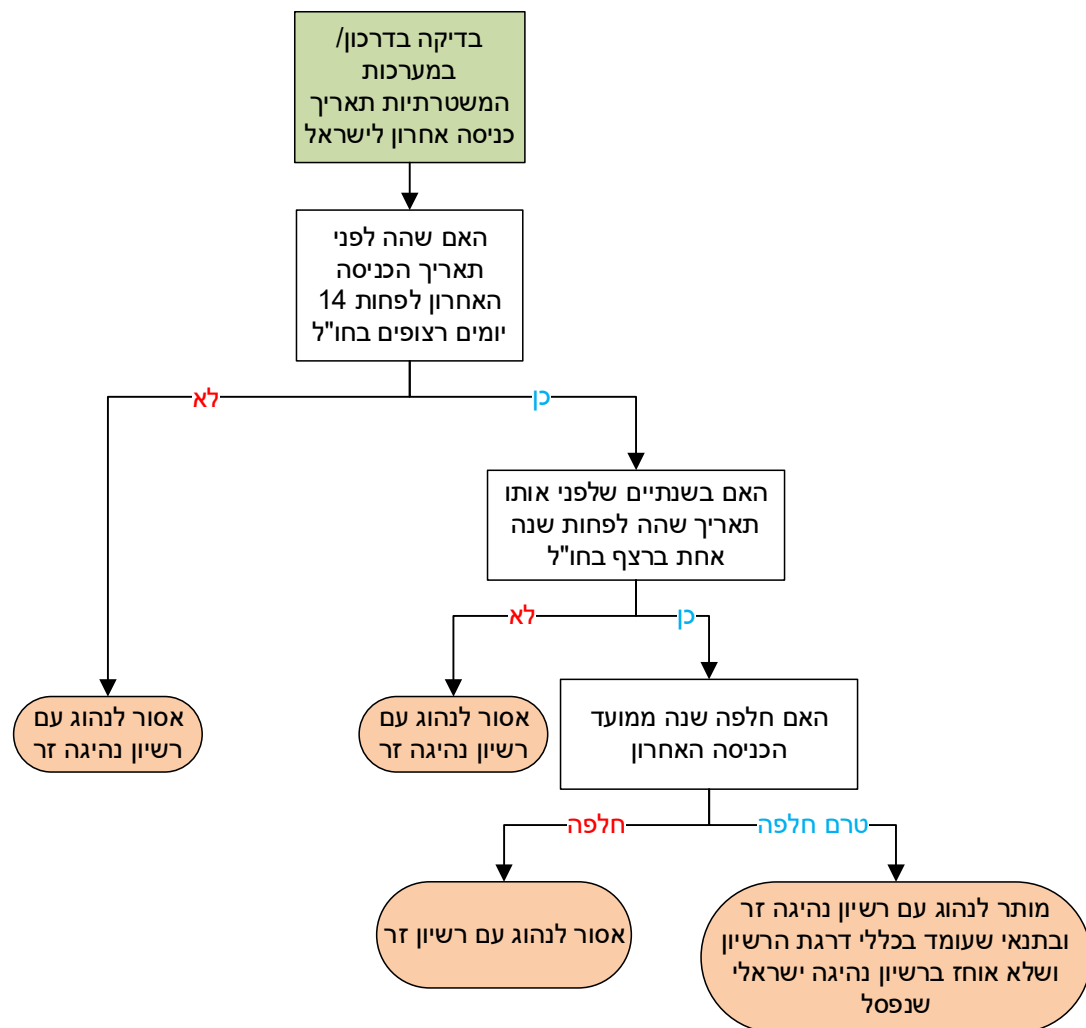 בדיקה בדרכון/
במערכות
המשטרתיות תאריך
כניסה אחרון לישראל
האם שהה לפני
תאריך הכניסה
האחרון לפחות 14
יומים רצופים בחו"ל
לא
כן
האם בשנתיים שלפני אותו
תאריך שהה לפחות שנה
אחת ברצף בחו"ל
לא
כן
אסור לנהוג עם
רשיון נהיגה זר
אסור לנהוג עם
רשיון נהיגה זר
האם חלפה שנה ממועד
הכניסה האחרון
חלפה
טרם חלפה
אסור לנהוג עם רשיון זר
מותר לנהוג עם רשיון נהיגה זר
ובתנאי שעומד בכללי דרגת הרשיון
ושלא אוחז ברשיון נהיגה ישראלי
שנפסל